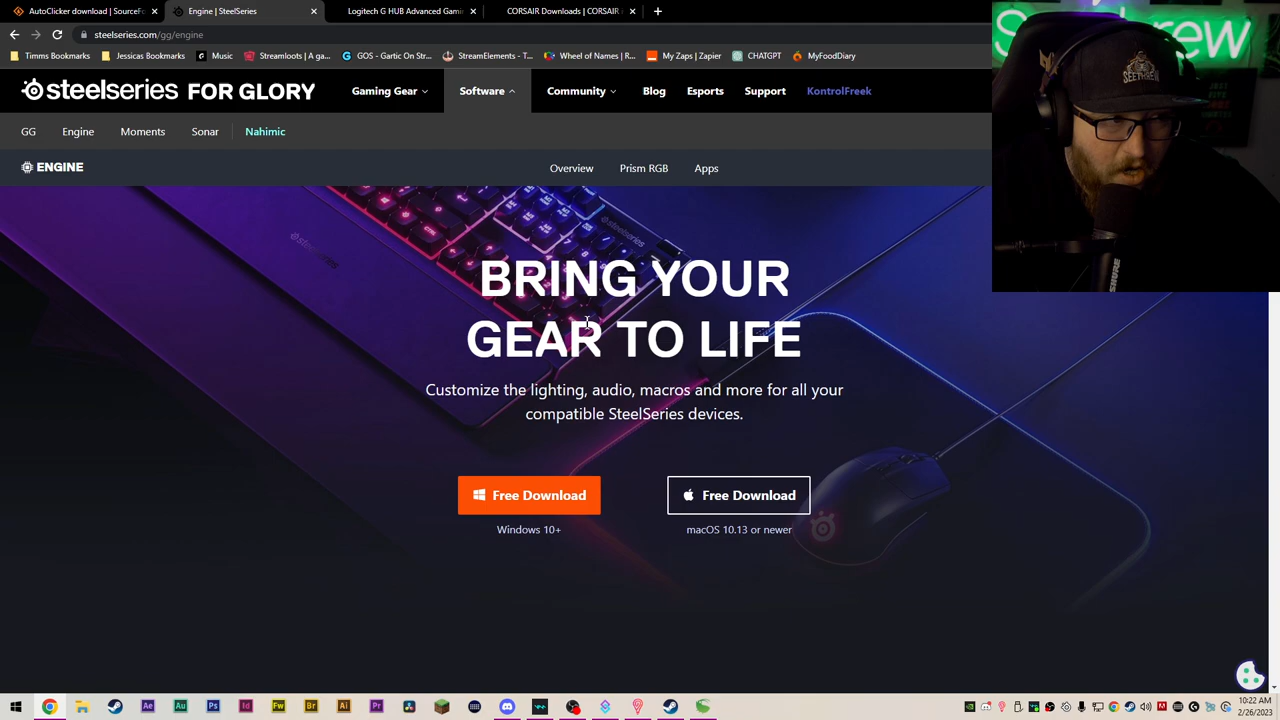 AutoClicker download | SourceFo
Engine | SteelSeries
Logitech G HUB Advanced Gami
CORSAIR Downloads | CORSAIR
steelseries.com/gg/engine
Timms Bookmarks
Jessicas Bookmarks
Music
Streamloots | A ga...
GOS - Gartic On Str...
StreamElements - T...
Wheel of Names | R...
My Zaps | Zapier
CHATGPT
MyFoodDiary
steelseries FOR GLORY
Gaming Gear
Software
Community
Blog
Esports
Support
KontrolFreek
GG
Engine
Moments
Sonar
Nahimic
ENGINE
Overview
Prism RGB
Apps
BRING YOUR
GEAR TO LIFE
Customize the lighting, audio, macros and more for all your
compatible SteelSeries devices.
Free Download
Windows 10+
Free Download
macOS 10.13 or newer
SEETHREW
SHURE
10:22 AM
2/26/2023